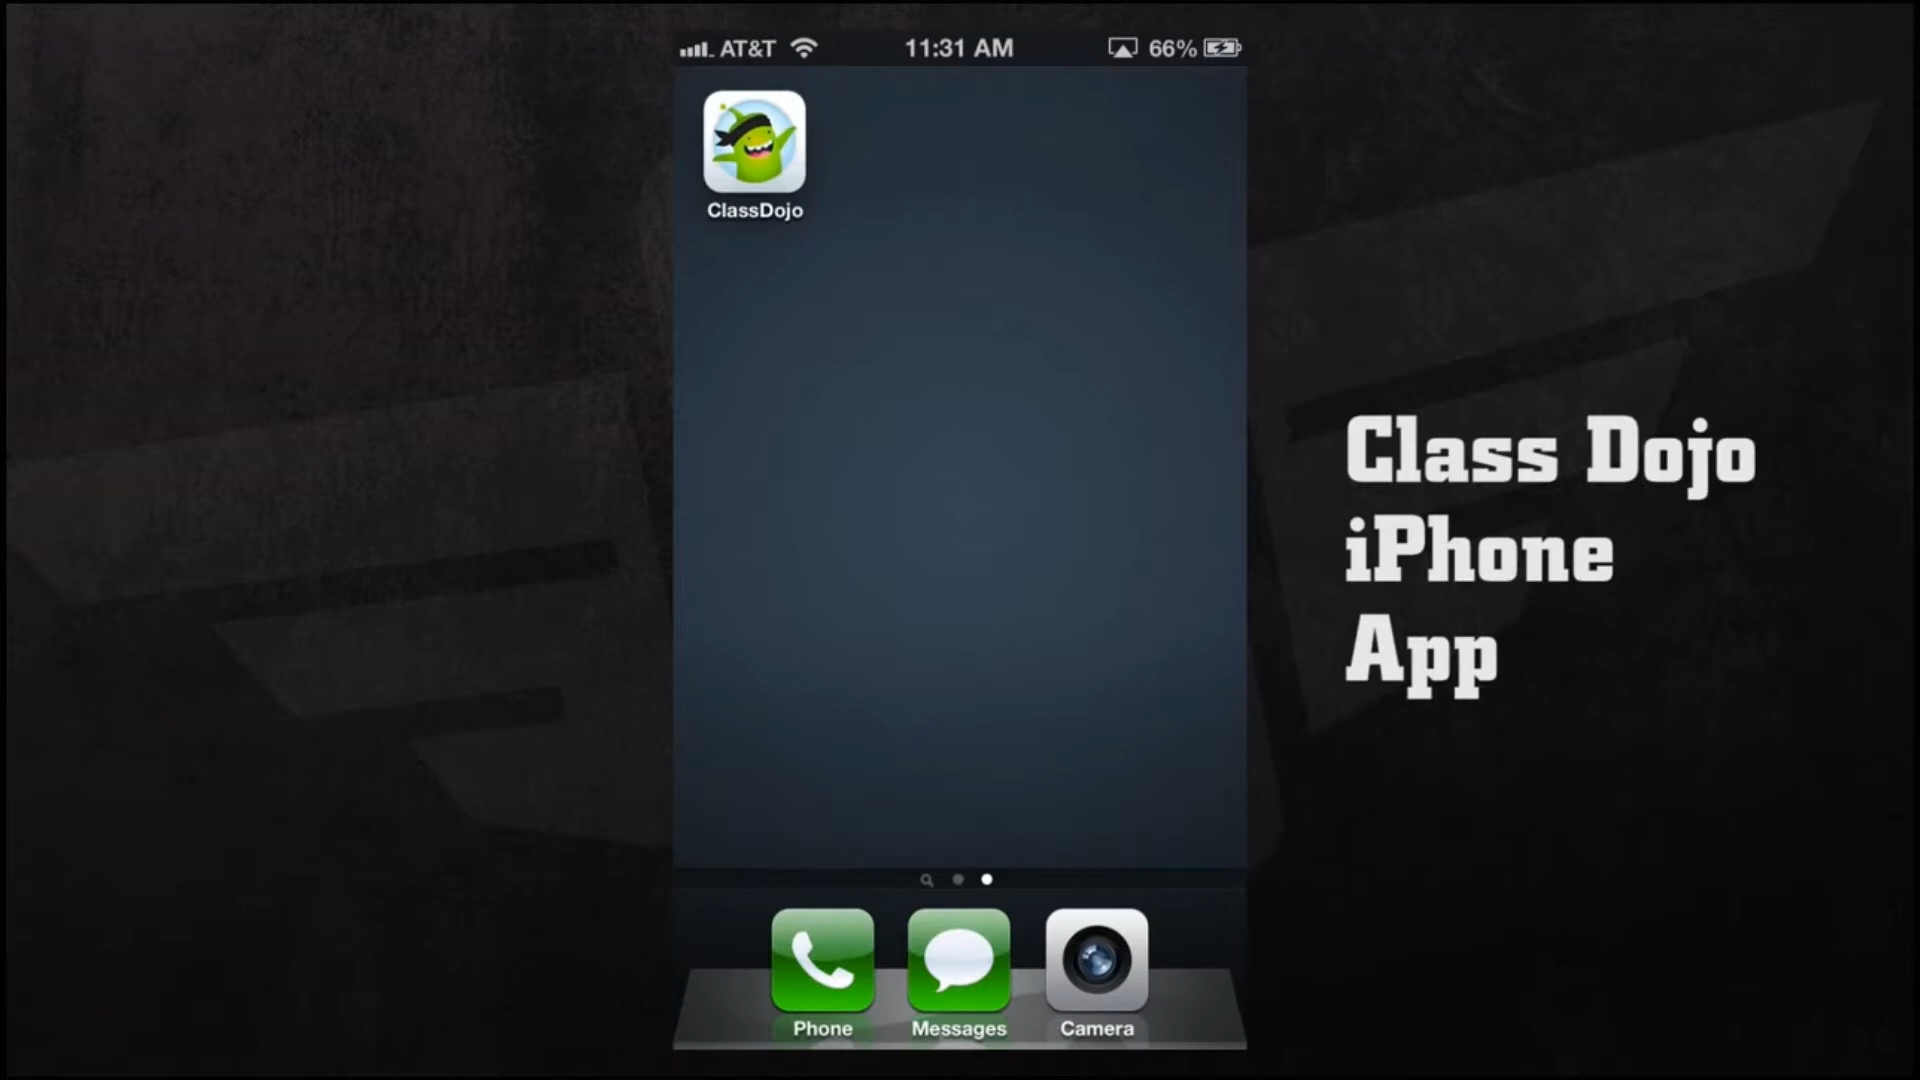 AT&T 11:31 AM 66%
ClassDojo
Class Dojo
iPhone
App
Phone Messages Camera